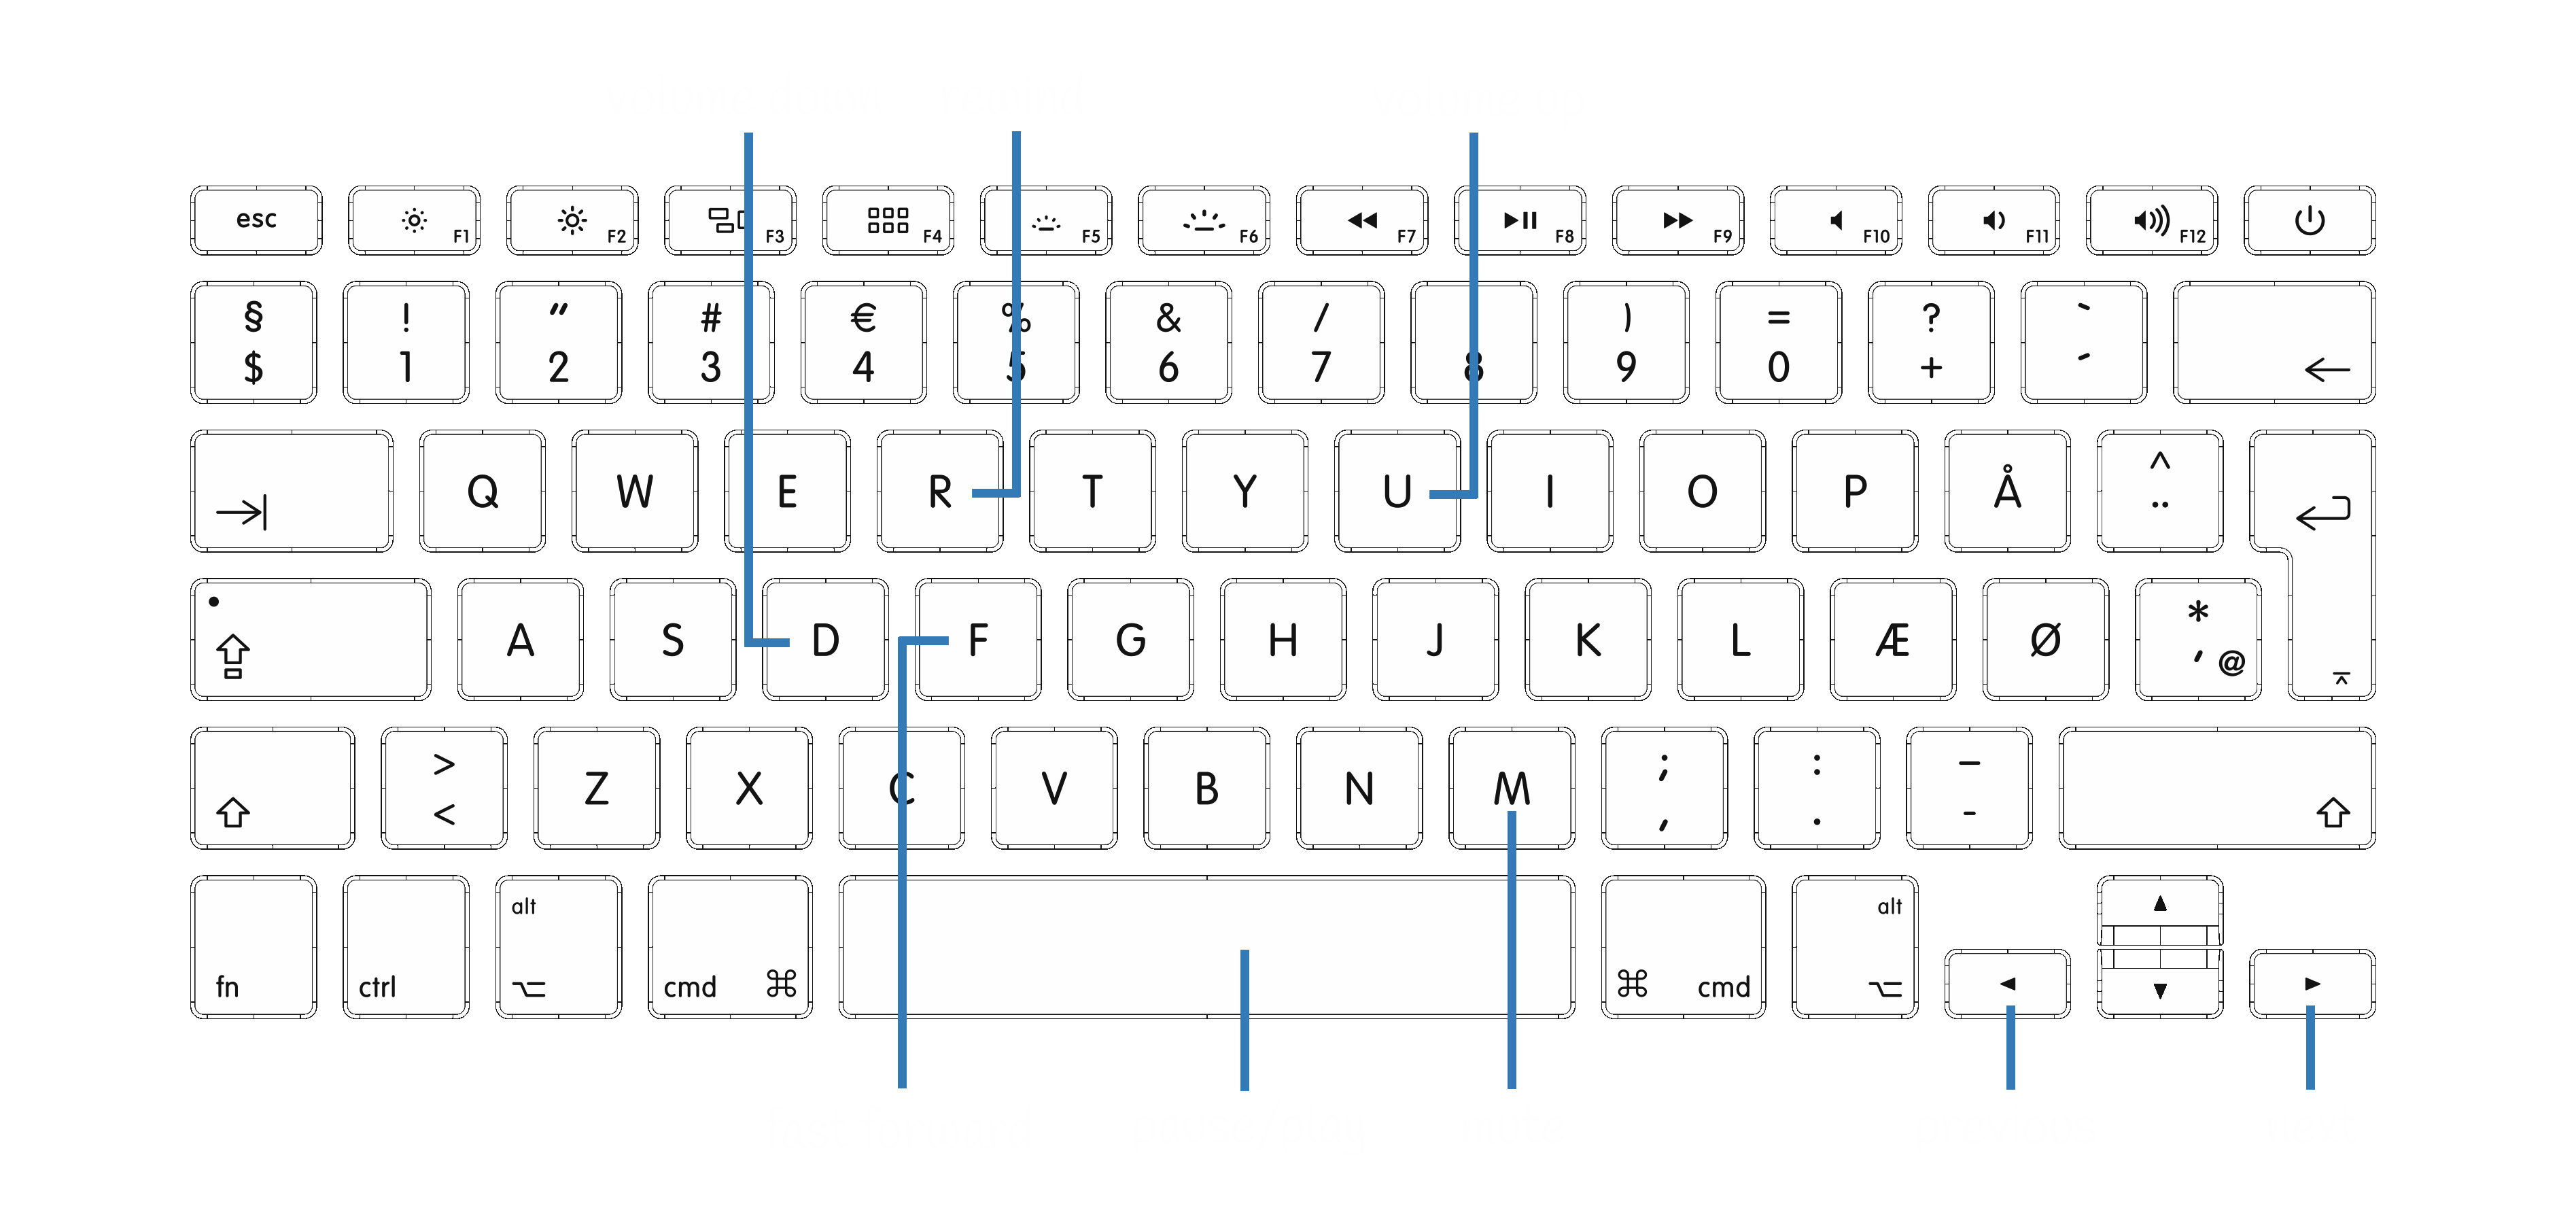 esc F1 F2 F3 F4 F5 F6 F7 F8 F9 F10 F11 F12
§ ! " # € % & / ) = ? `
$ 1 2 3 4 5 6 7 8 9 0 + ´
Q W E R T Y U I O P Å ^ ¨
A S D F G H J K L Æ Ø * ' @
> Z X C V B N M ; : _
< , . -
alt alt
fn ctrl cmd ⌘ ⌘ cmd